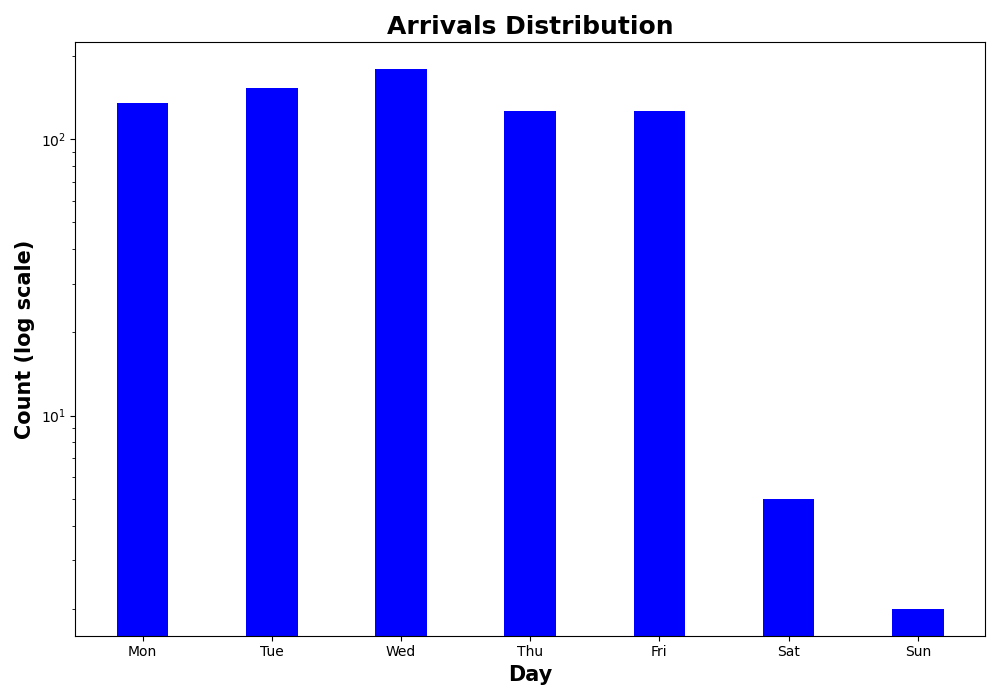 Arrivals Distribution
Count (log scale)
10²
10¹
Mon Tue Wed Thu Fri Sat Sun
Day